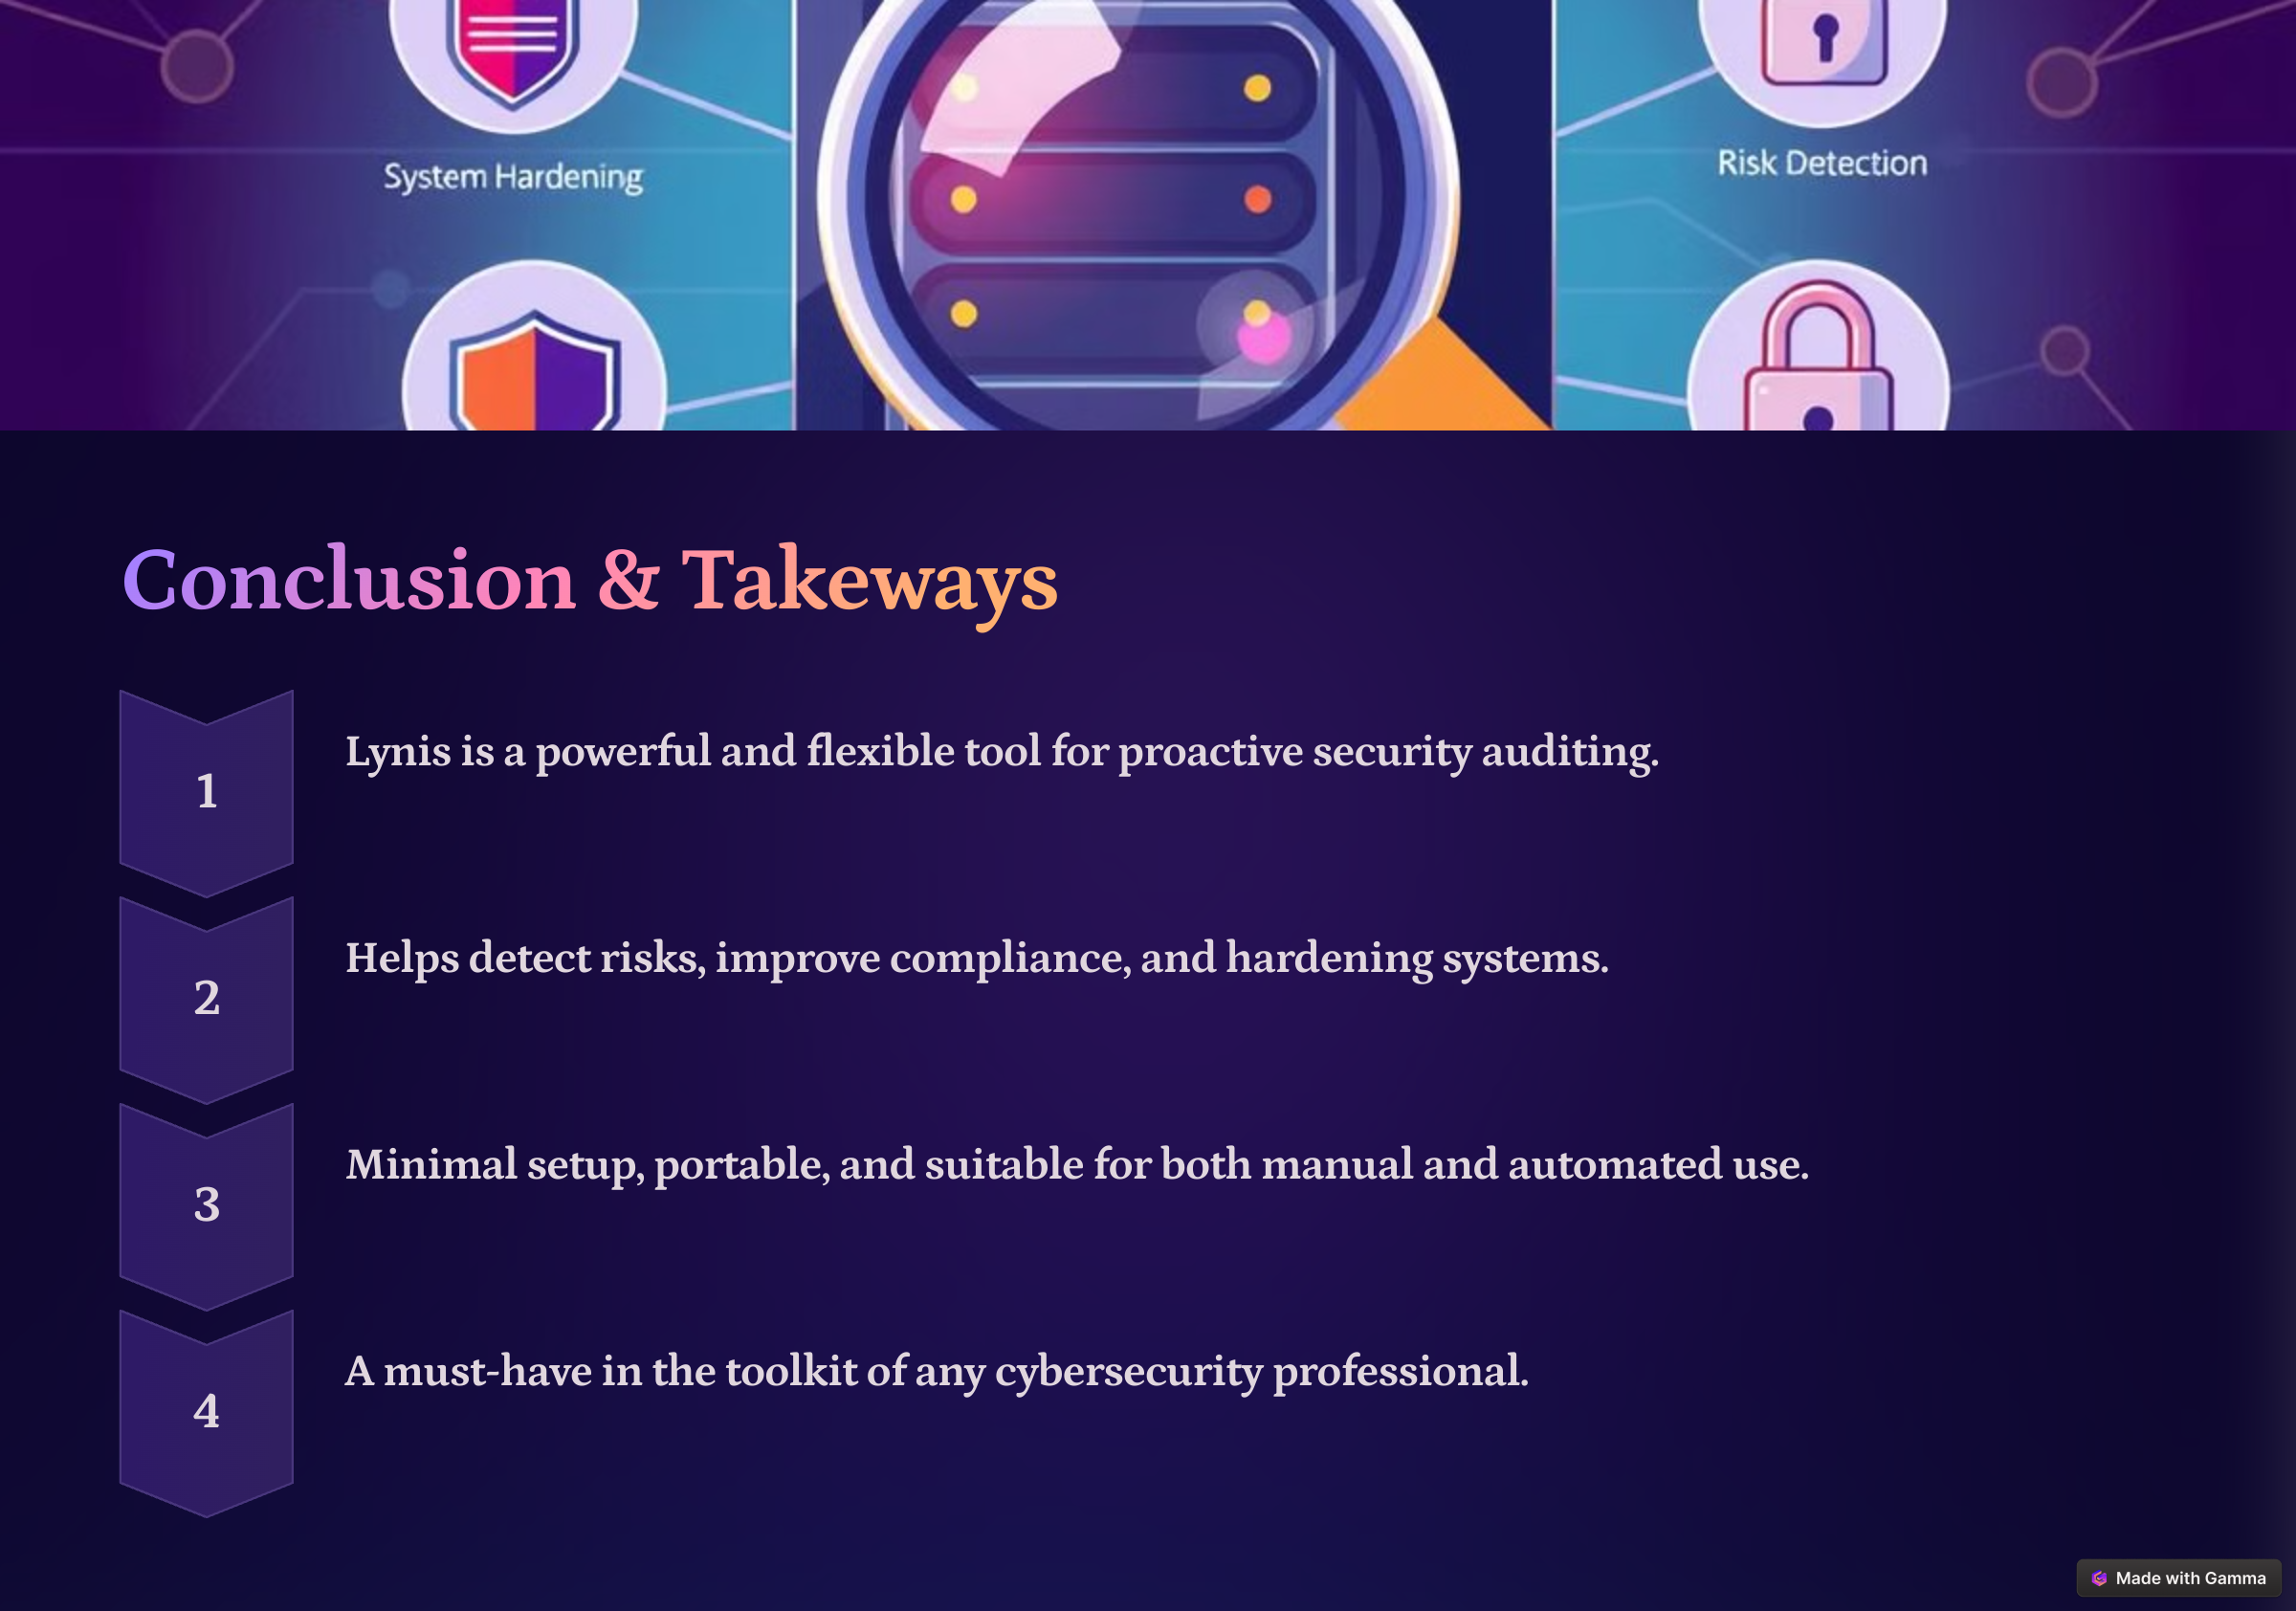 System Hardening
Risk Detection
Conclusion & Takeways
1
Lynis is a powerful and flexible tool for proactive security auditing.
2
Helps detect risks, improve compliance, and hardening systems.
3
Minimal setup, portable, and suitable for both manual and automated use.
4
A must-have in the toolkit of any cybersecurity professional.
Made with Gamma